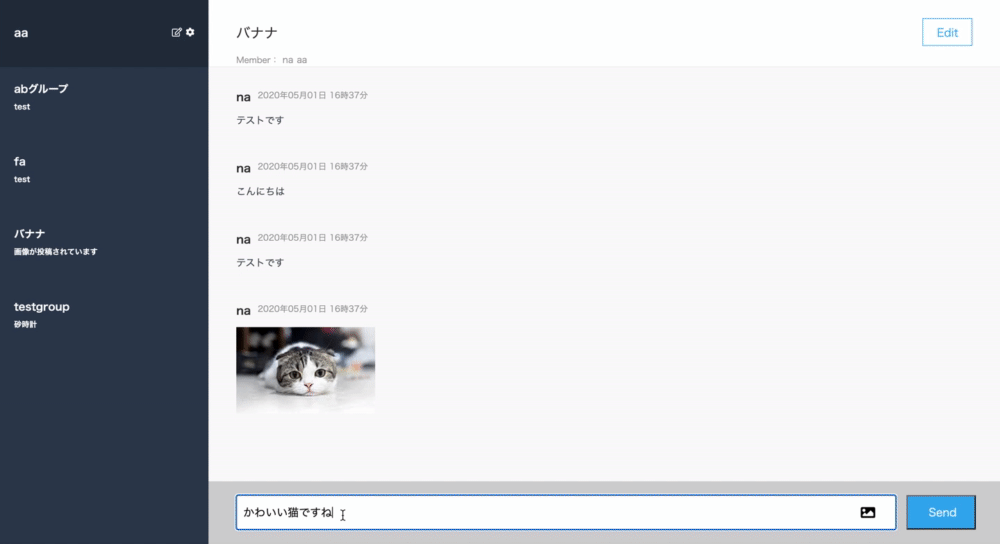 aa
abグループ
test
fa
test
バナナ
画像が投稿されています
testgroup
砂時計
バナナ
Edit
Member： na aa
na 2020年05月01日 16時37分
テストです
na 2020年05月01日 16時37分
こんにちは
na 2020年05月01日 16時37分
テストです
na 2020年05月01日 16時37分
かわいい猫ですね
Send